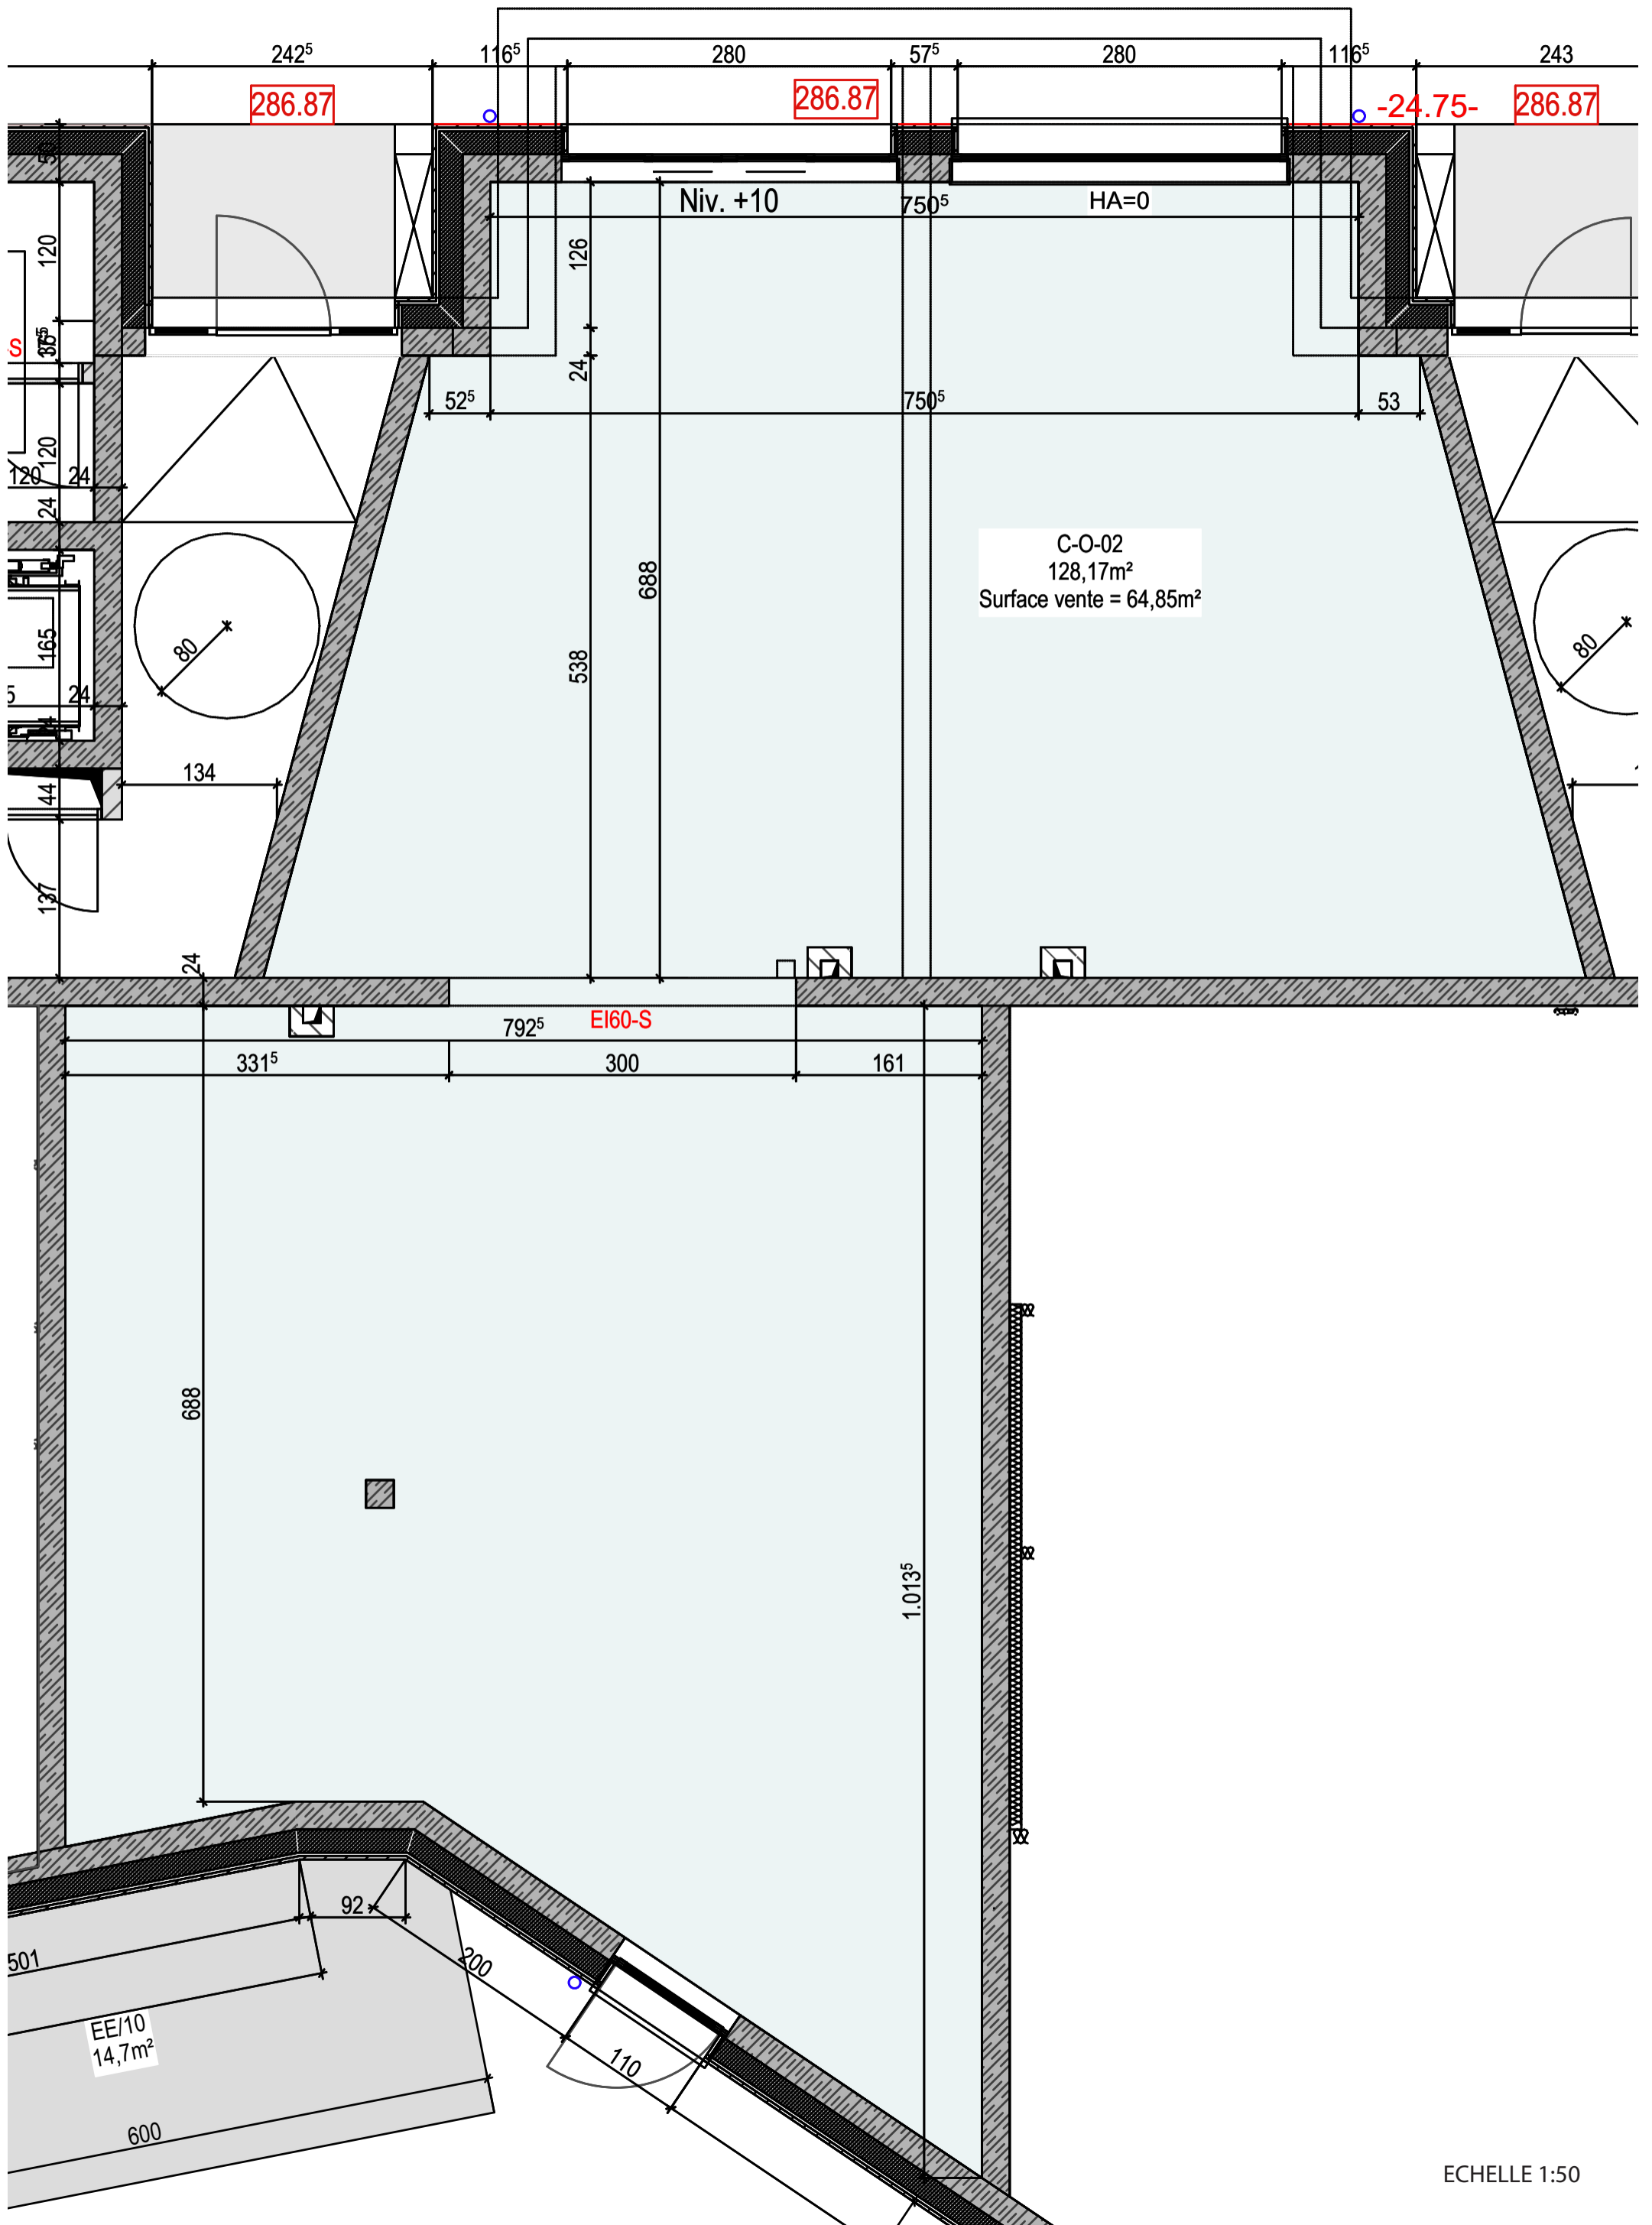 242⁵ 116⁵ 280 57⁵ 280 116⁵ 243
286.87 286.87 -24.75- 286.87
50
Niv. +10 750⁵ HA=0
120 126
-S
24
52⁵ 750⁵ 53
120
120 24
24
C-O-02
128,17m²
Surface vente = 64,85m²
688
165 80 538 80
5 24
134
44
137
24
792⁵ EI60-S
331⁵ 300 161
688
1.013⁵
92
501 200
EE/10
14,7m²
110
600
ECHELLE 1:50